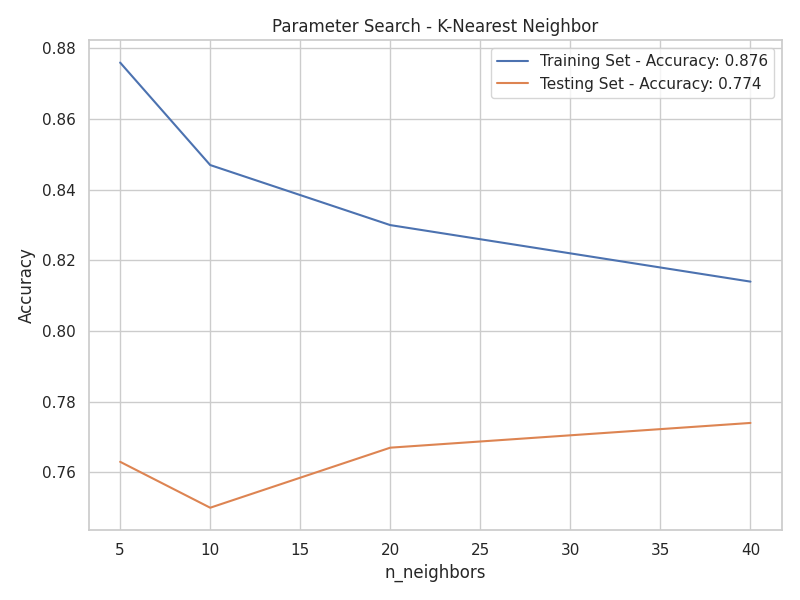 Parameter Search - K-Nearest Neighbor
Training Set - Accuracy: 0.876
Testing Set - Accuracy: 0.774
Accuracy
0.88
0.86
0.84
0.82
0.80
0.78
0.76
5 10 15 20 25 30 35 40
n_neighbors